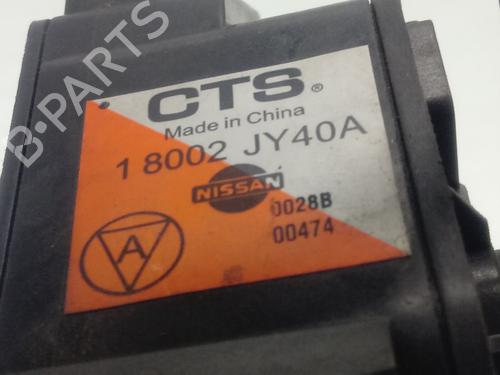 B-PARTS
CTS®
Made in China
1 8002 JY40A
NISSAN
0028B
00474
A